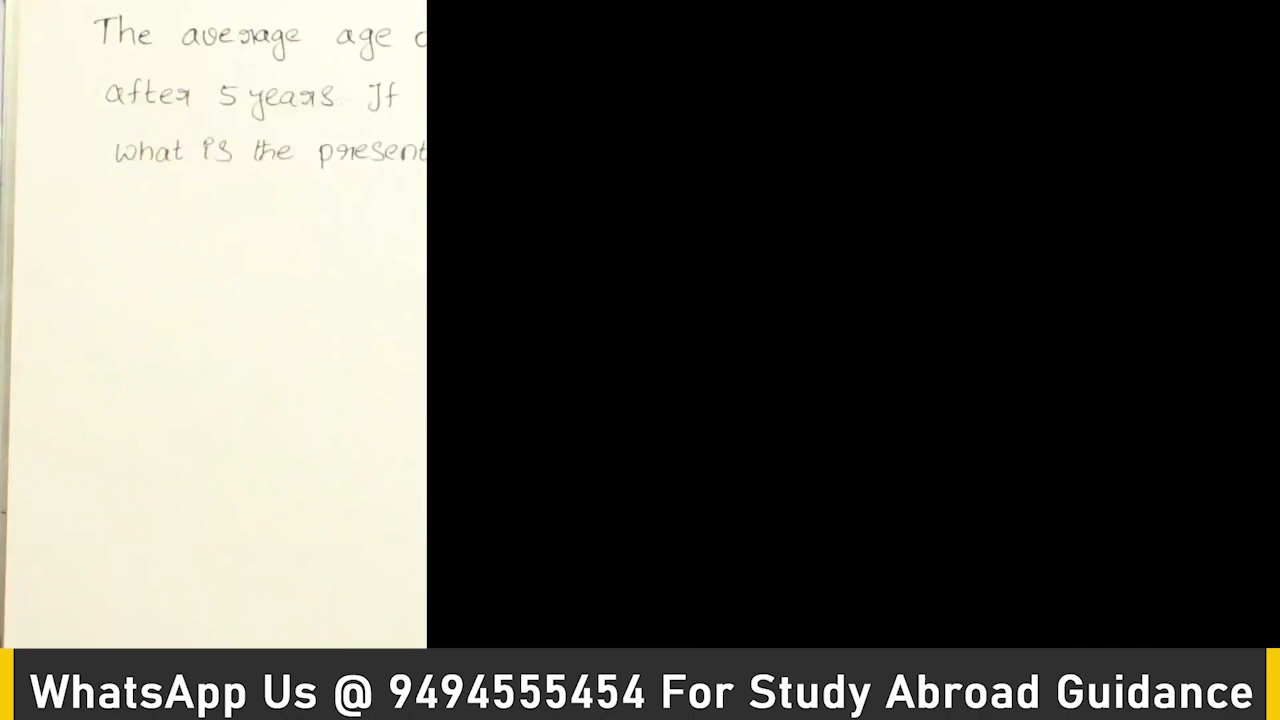 The average age
after 5 years. If
what is the present
WhatsApp Us @ 9494555454 For Study Abroad Guidance